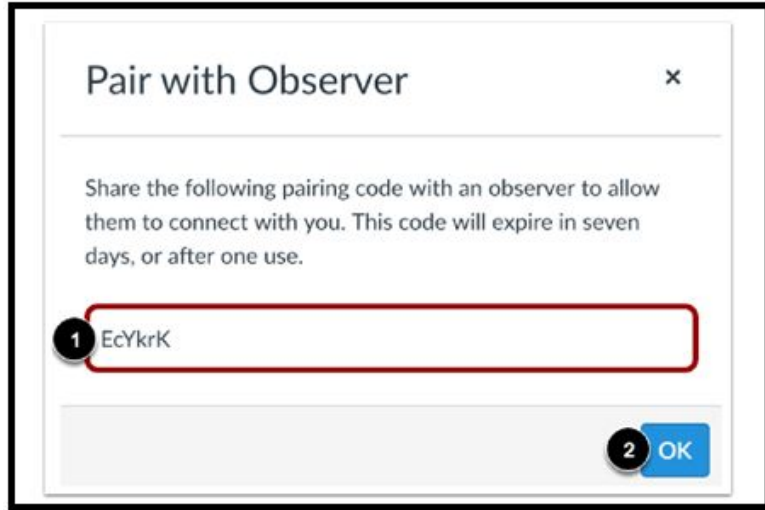 Pair with Observer ×
Share the following pairing code with an observer to allow
them to connect with you. This code will expire in seven
days, or after one use.
1 EcYkrK
2 OK